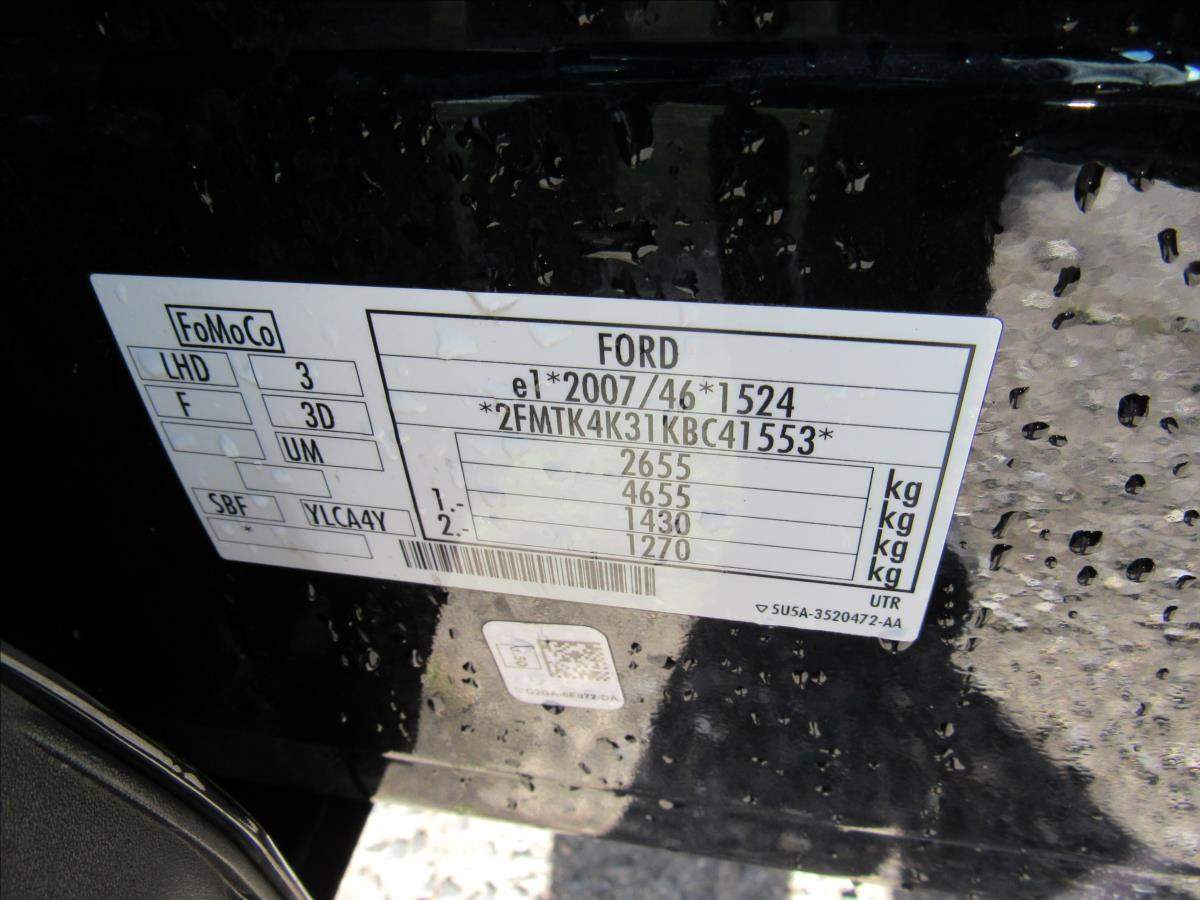 FoMoCo
LHD 3
F 3D
UM
SBF YLCA4Y
*
FORD
e1*2007/46*1524
*2FMTK4K31KBC41553*
2655 kg
4655 kg
1.- 1430 kg
2.- 1270 kg
UTR
5U5A-3520472-AA